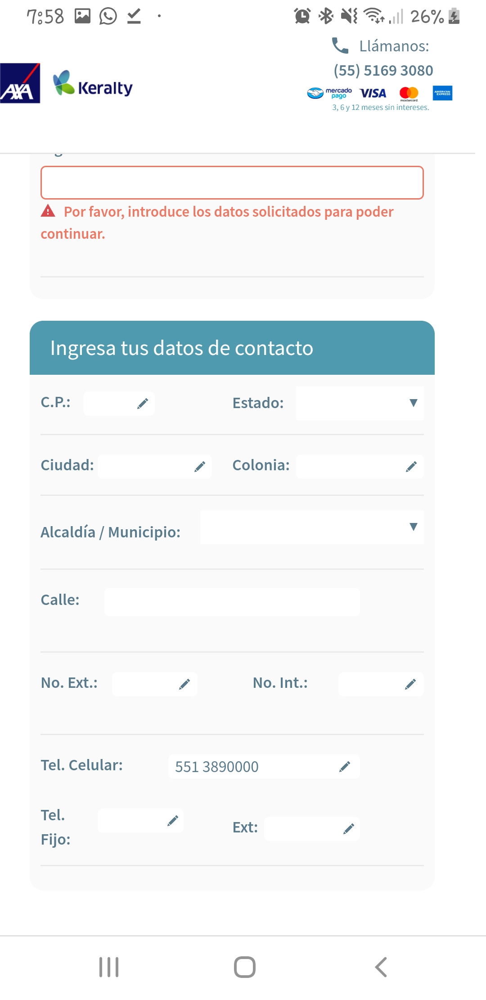 7:58
26%
Llámanos:
(55) 5169 3080
AXA
Keralty
mercado pago VISA mastercard. AMERICAN EXPRESS
3, 6 y 12 meses sin intereses.
Por favor, introduce los datos solicitados para poder
continuar.
Ingresa tus datos de contacto
C.P.: Estado:
Ciudad: Colonia:
Alcaldía / Municipio:
Calle:
No. Ext.: No. Int.:
Tel. Celular: 551 3890000
Tel.
Fijo:
Ext: